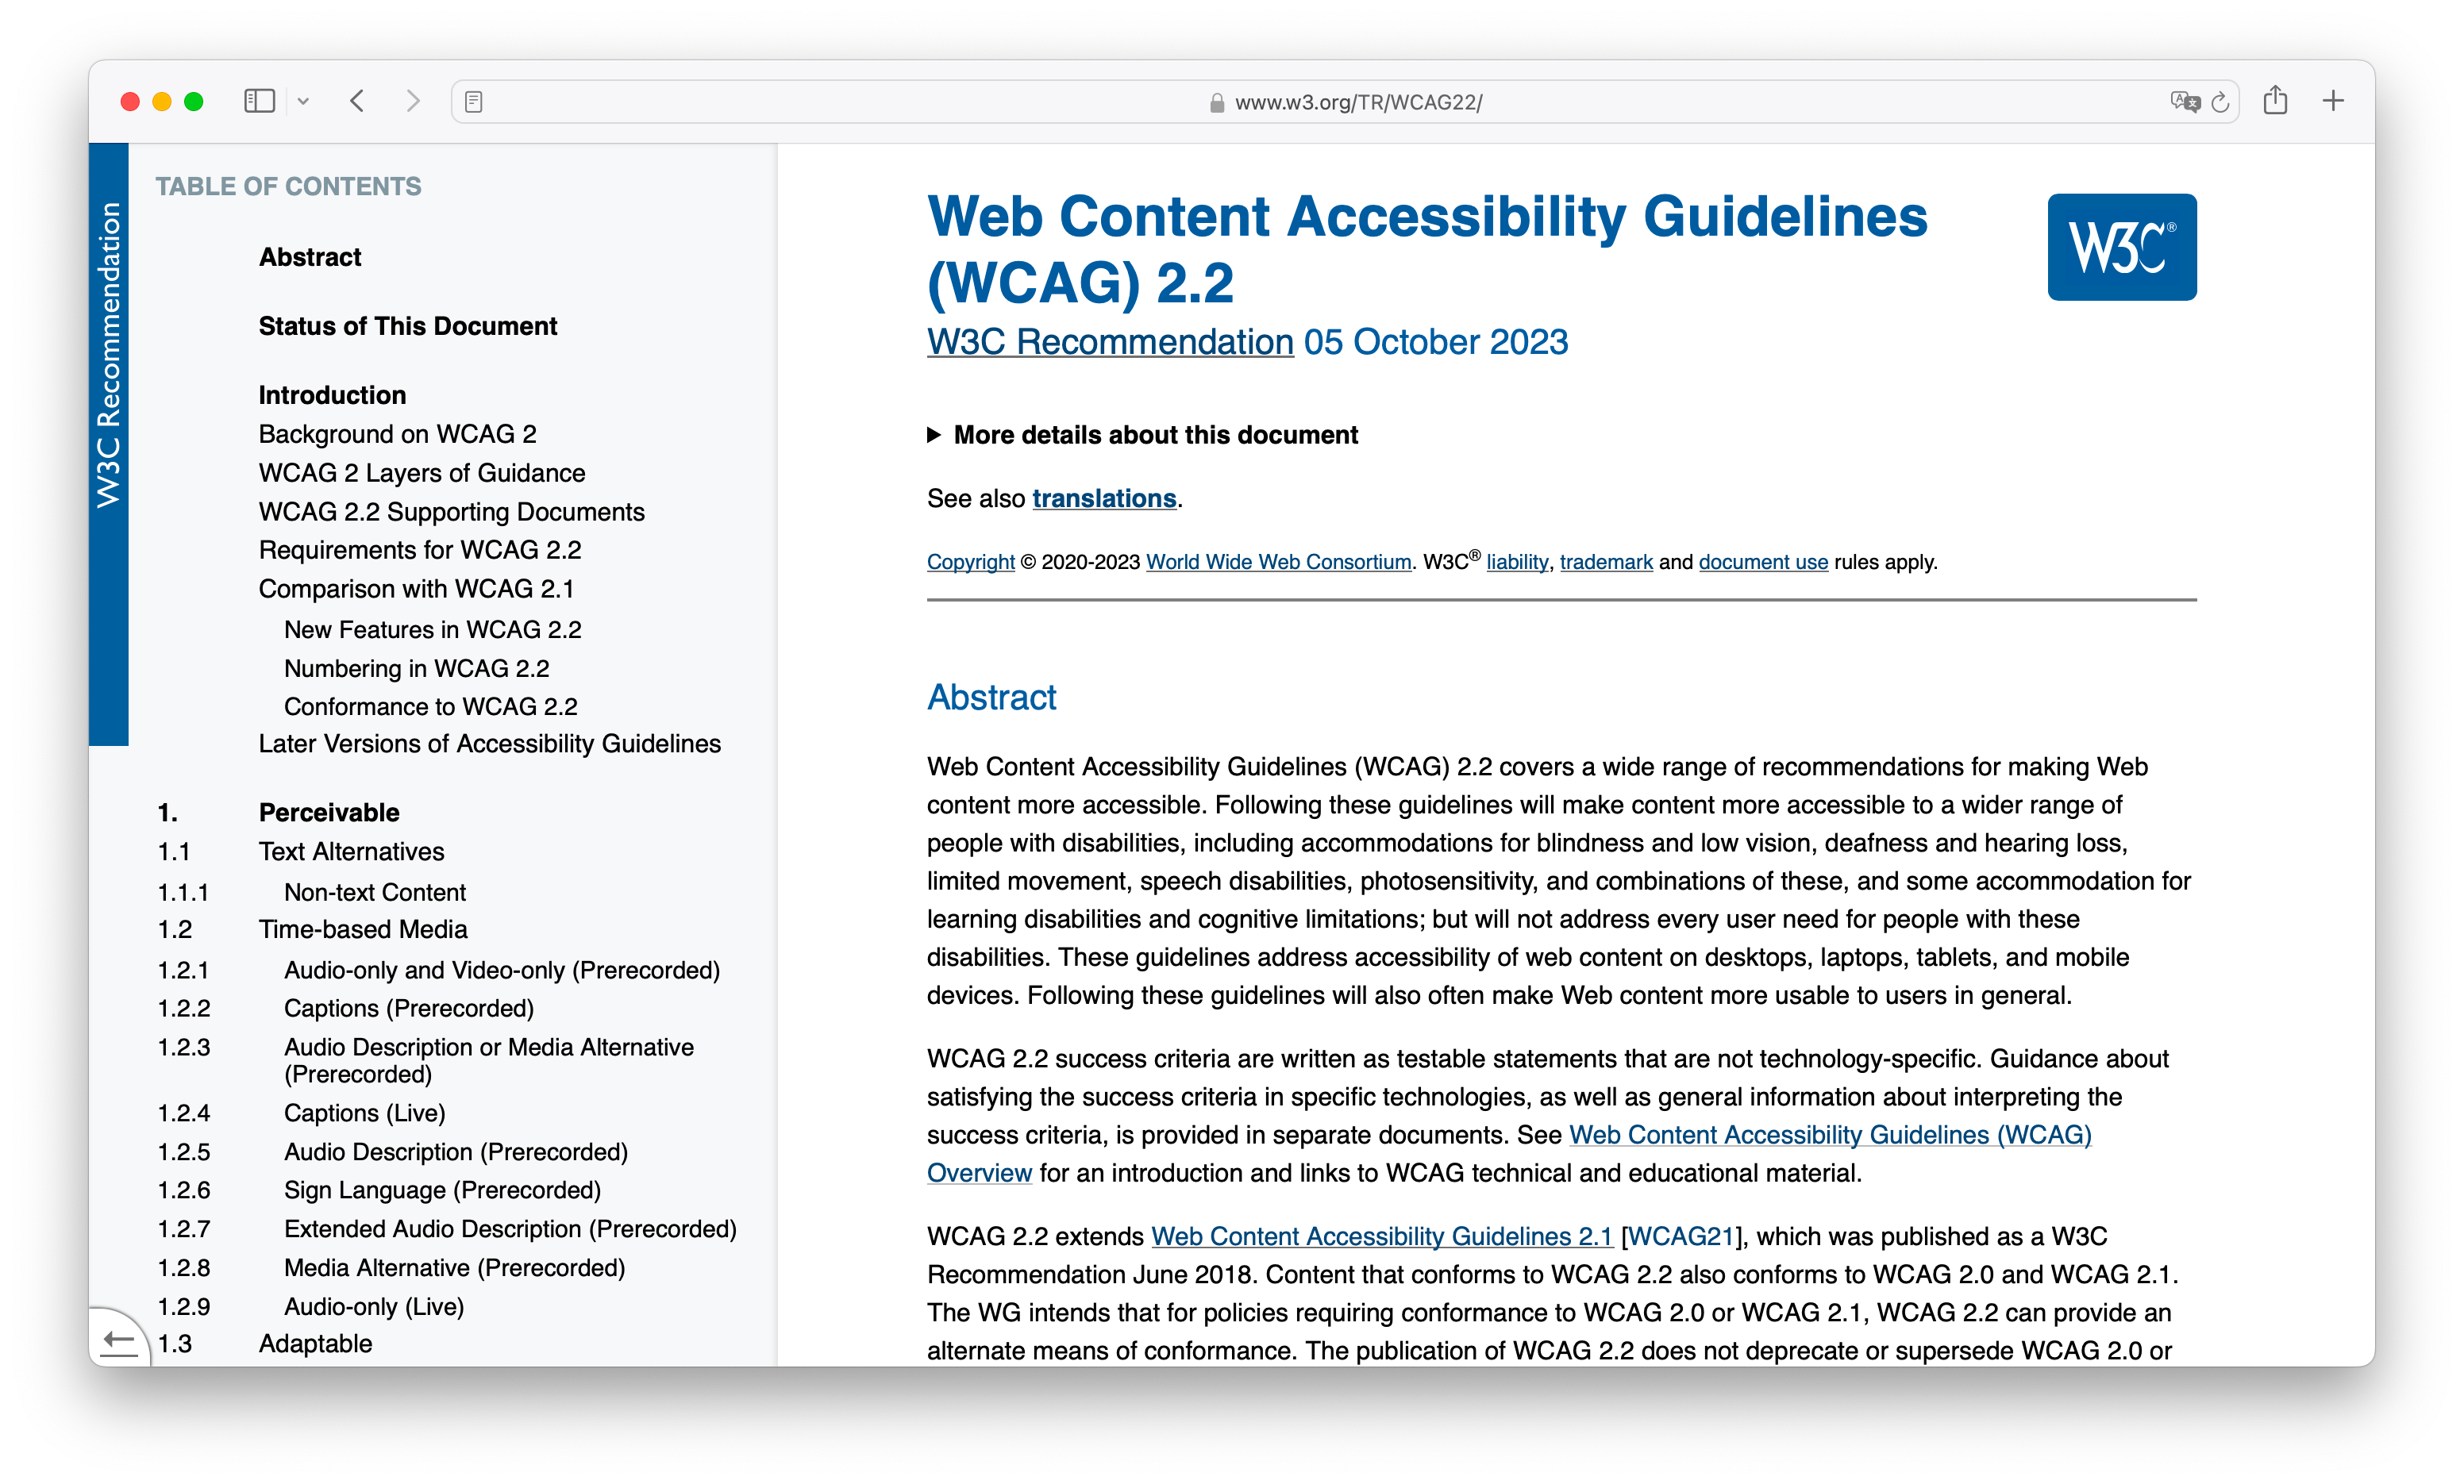 www.w3.org/TR/WCAG22/
W3C Recommendation
TABLE OF CONTENTS
Abstract
Status of This Document
Introduction
Background on WCAG 2
WCAG 2 Layers of Guidance
WCAG 2.2 Supporting Documents
Requirements for WCAG 2.2
Comparison with WCAG 2.1
New Features in WCAG 2.2
Numbering in WCAG 2.2
Conformance to WCAG 2.2
Later Versions of Accessibility Guidelines
1. Perceivable
1.1 Text Alternatives
1.1.1 Non-text Content
1.2 Time-based Media
1.2.1 Audio-only and Video-only (Prerecorded)
1.2.2 Captions (Prerecorded)
1.2.3 Audio Description or Media Alternative
(Prerecorded)
1.2.4 Captions (Live)
1.2.5 Audio Description (Prerecorded)
1.2.6 Sign Language (Prerecorded)
1.2.7 Extended Audio Description (Prerecorded)
1.2.8 Media Alternative (Prerecorded)
1.2.9 Audio-only (Live)
1.3 Adaptable
Web Content Accessibility Guidelines
(WCAG) 2.2
W3C®
W3C Recommendation 05 October 2023
▶ More details about this document
See also translations.
Copyright © 2020-2023 World Wide Web Consortium. W3C® liability, trademark and document use rules apply.
Abstract
Web Content Accessibility Guidelines (WCAG) 2.2 covers a wide range of recommendations for making Web
content more accessible. Following these guidelines will make content more accessible to a wider range of
people with disabilities, including accommodations for blindness and low vision, deafness and hearing loss,
limited movement, speech disabilities, photosensitivity, and combinations of these, and some accommodation for
learning disabilities and cognitive limitations; but will not address every user need for people with these
disabilities. These guidelines address accessibility of web content on desktops, laptops, tablets, and mobile
devices. Following these guidelines will also often make Web content more usable to users in general.
WCAG 2.2 success criteria are written as testable statements that are not technology-specific. Guidance about
satisfying the success criteria in specific technologies, as well as general information about interpreting the
success criteria, is provided in separate documents. See Web Content Accessibility Guidelines (WCAG)
Overview for an introduction and links to WCAG technical and educational material.
WCAG 2.2 extends Web Content Accessibility Guidelines 2.1 [WCAG21], which was published as a W3C
Recommendation June 2018. Content that conforms to WCAG 2.2 also conforms to WCAG 2.0 and WCAG 2.1.
The WG intends that for policies requiring conformance to WCAG 2.0 or WCAG 2.1, WCAG 2.2 can provide an
alternate means of conformance. The publication of WCAG 2.2 does not deprecate or supersede WCAG 2.0 or